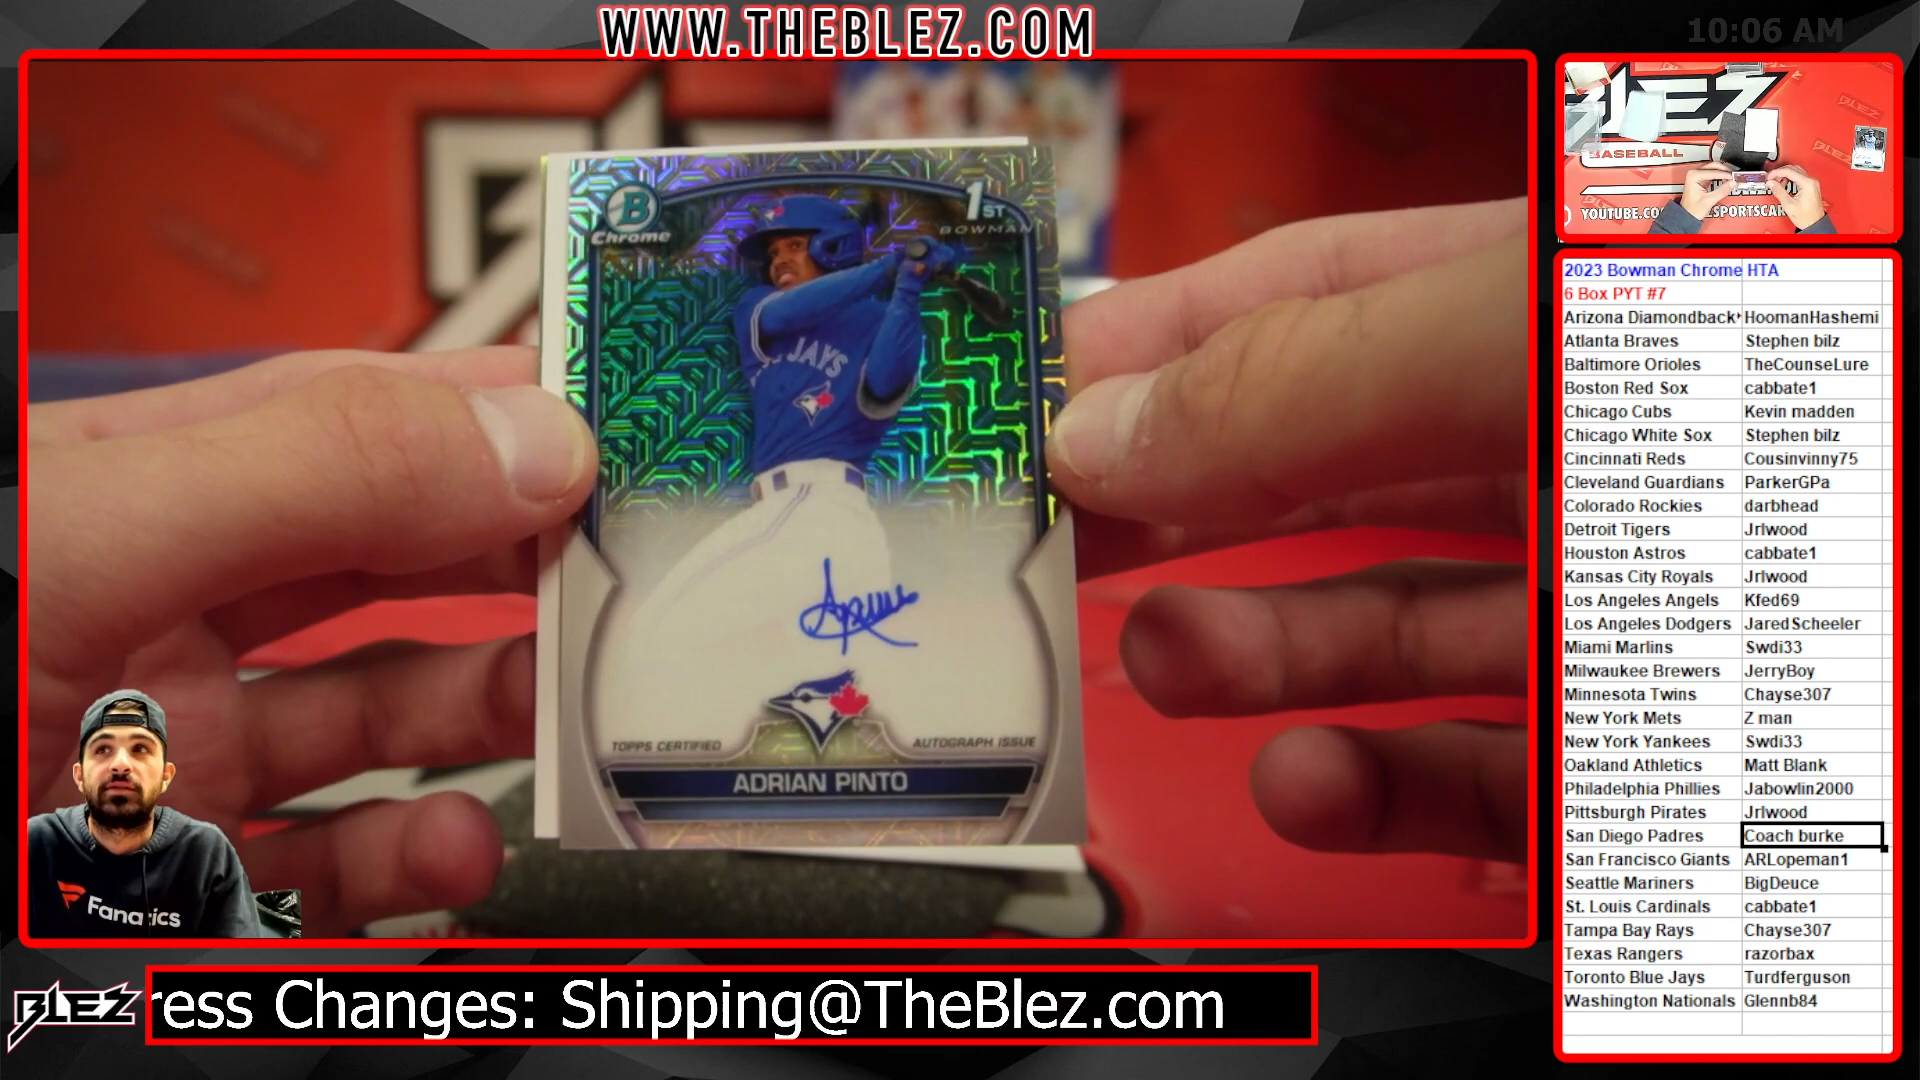 WWW.THEBLEZ.COM
10:06 AM
B
Chrome
1ST
BOWMAN
JAYS
TOPPS CERTIFIED
AUTOGRAPH ISSUE
ADRIAN PINTO
Fanatics
BLEZ
ress Changes: Shipping@TheBlez.com
BLEZ
BASEBALL
YOUTUBE.CO
ESPORTSCAR
2023 Bowman Chrome HTA
6 Box PYT #7
Arizona Diamondback HoomanHashemi
Atlanta Braves Stephen bilz
Baltimore Orioles TheCounseLure
Boston Red Sox cabbate1
Chicago Cubs Kevin madden
Chicago White Sox Stephen bilz
Cincinnati Reds Cousinvinny75
Cleveland Guardians ParkerGPa
Colorado Rockies darbhead
Detroit Tigers Jrlwood
Houston Astros cabbate1
Kansas City Royals Jrlwood
Los Angeles Angels Kfed69
Los Angeles Dodgers JaredScheeler
Miami Marlins Swdi33
Milwaukee Brewers JerryBoy
Minnesota Twins Chayse307
New York Mets Z man
New York Yankees Swdi33
Oakland Athletics Matt Blank
Philadelphia Phillies Jabowlin2000
Pittsburgh Pirates Jrlwood
San Diego Padres Coach burke
San Francisco Giants ARLopeman1
Seattle Mariners BigDeuce
St. Louis Cardinals cabbate1
Tampa Bay Rays Chayse307
Texas Rangers razorbax
Toronto Blue Jays Turdferguson
Washington Nationals Glennb84